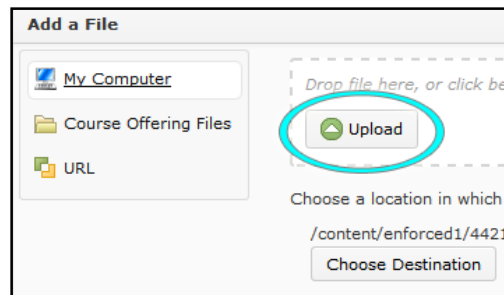 Add a File
My Computer
Course Offering Files
URL
Drop file here, or click be
Upload
Choose a location in which
/content/enforced1/4421
Choose Destination